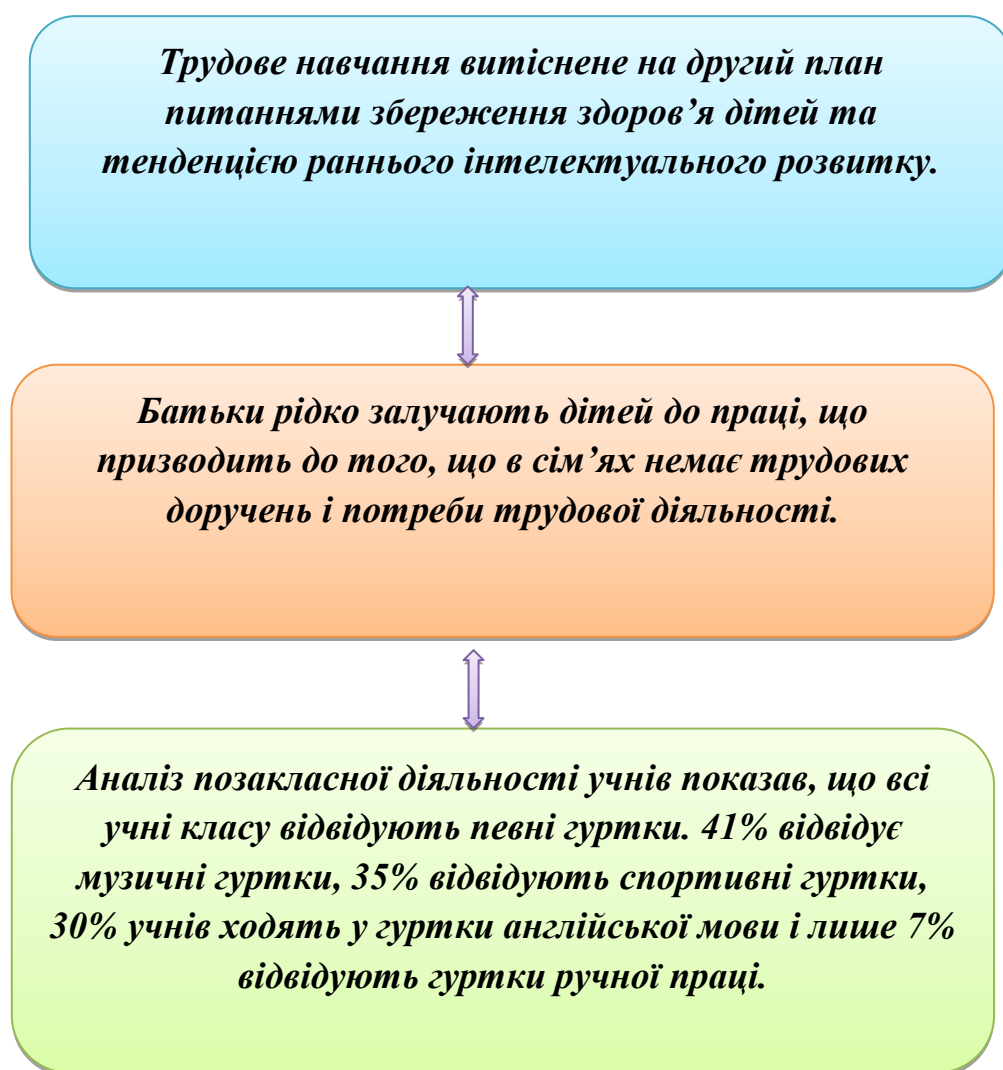 Трудове навчання витіснене на другий план
питаннями збереження здоров’я дітей та
тенденцією раннього інтелектуального розвитку.
Батьки рідко залучають дітей до праці, що
призводить до того, що в сім’ях немає трудових
доручень і потреби трудової діяльності.
Аналіз позакласної діяльності учнів показав, що всі
учні класу відвідують певні гуртки. 41% відвідує
музичні гуртки, 35% відвідують спортивні гуртки,
30% учнів ходять у гуртки англійської мови і лише 7%
відвідують гуртки ручної праці.